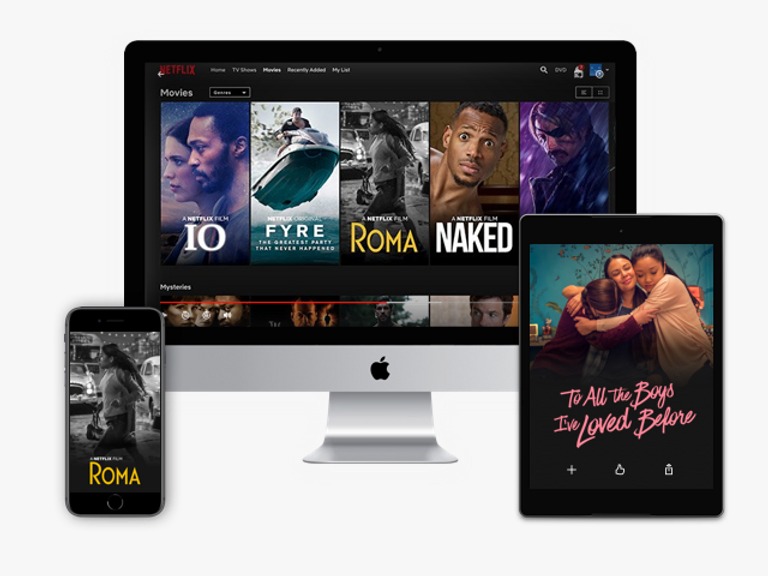 NETFLIX
Home TV Shows Movies Recently Added My List
DVD
Movies
Genres
A NETFLIX FILM
IO
NETFLIX ORIGINAL
FYRE
THE GREATEST PARTY
THAT NEVER HAPPENED
A NETFLIX FILM
ROMA
A NETFLIX FILM
NAKED
Mysteries
THE
A NETFLIX FILM
ROMA
To All the Boys
I've Loved Before